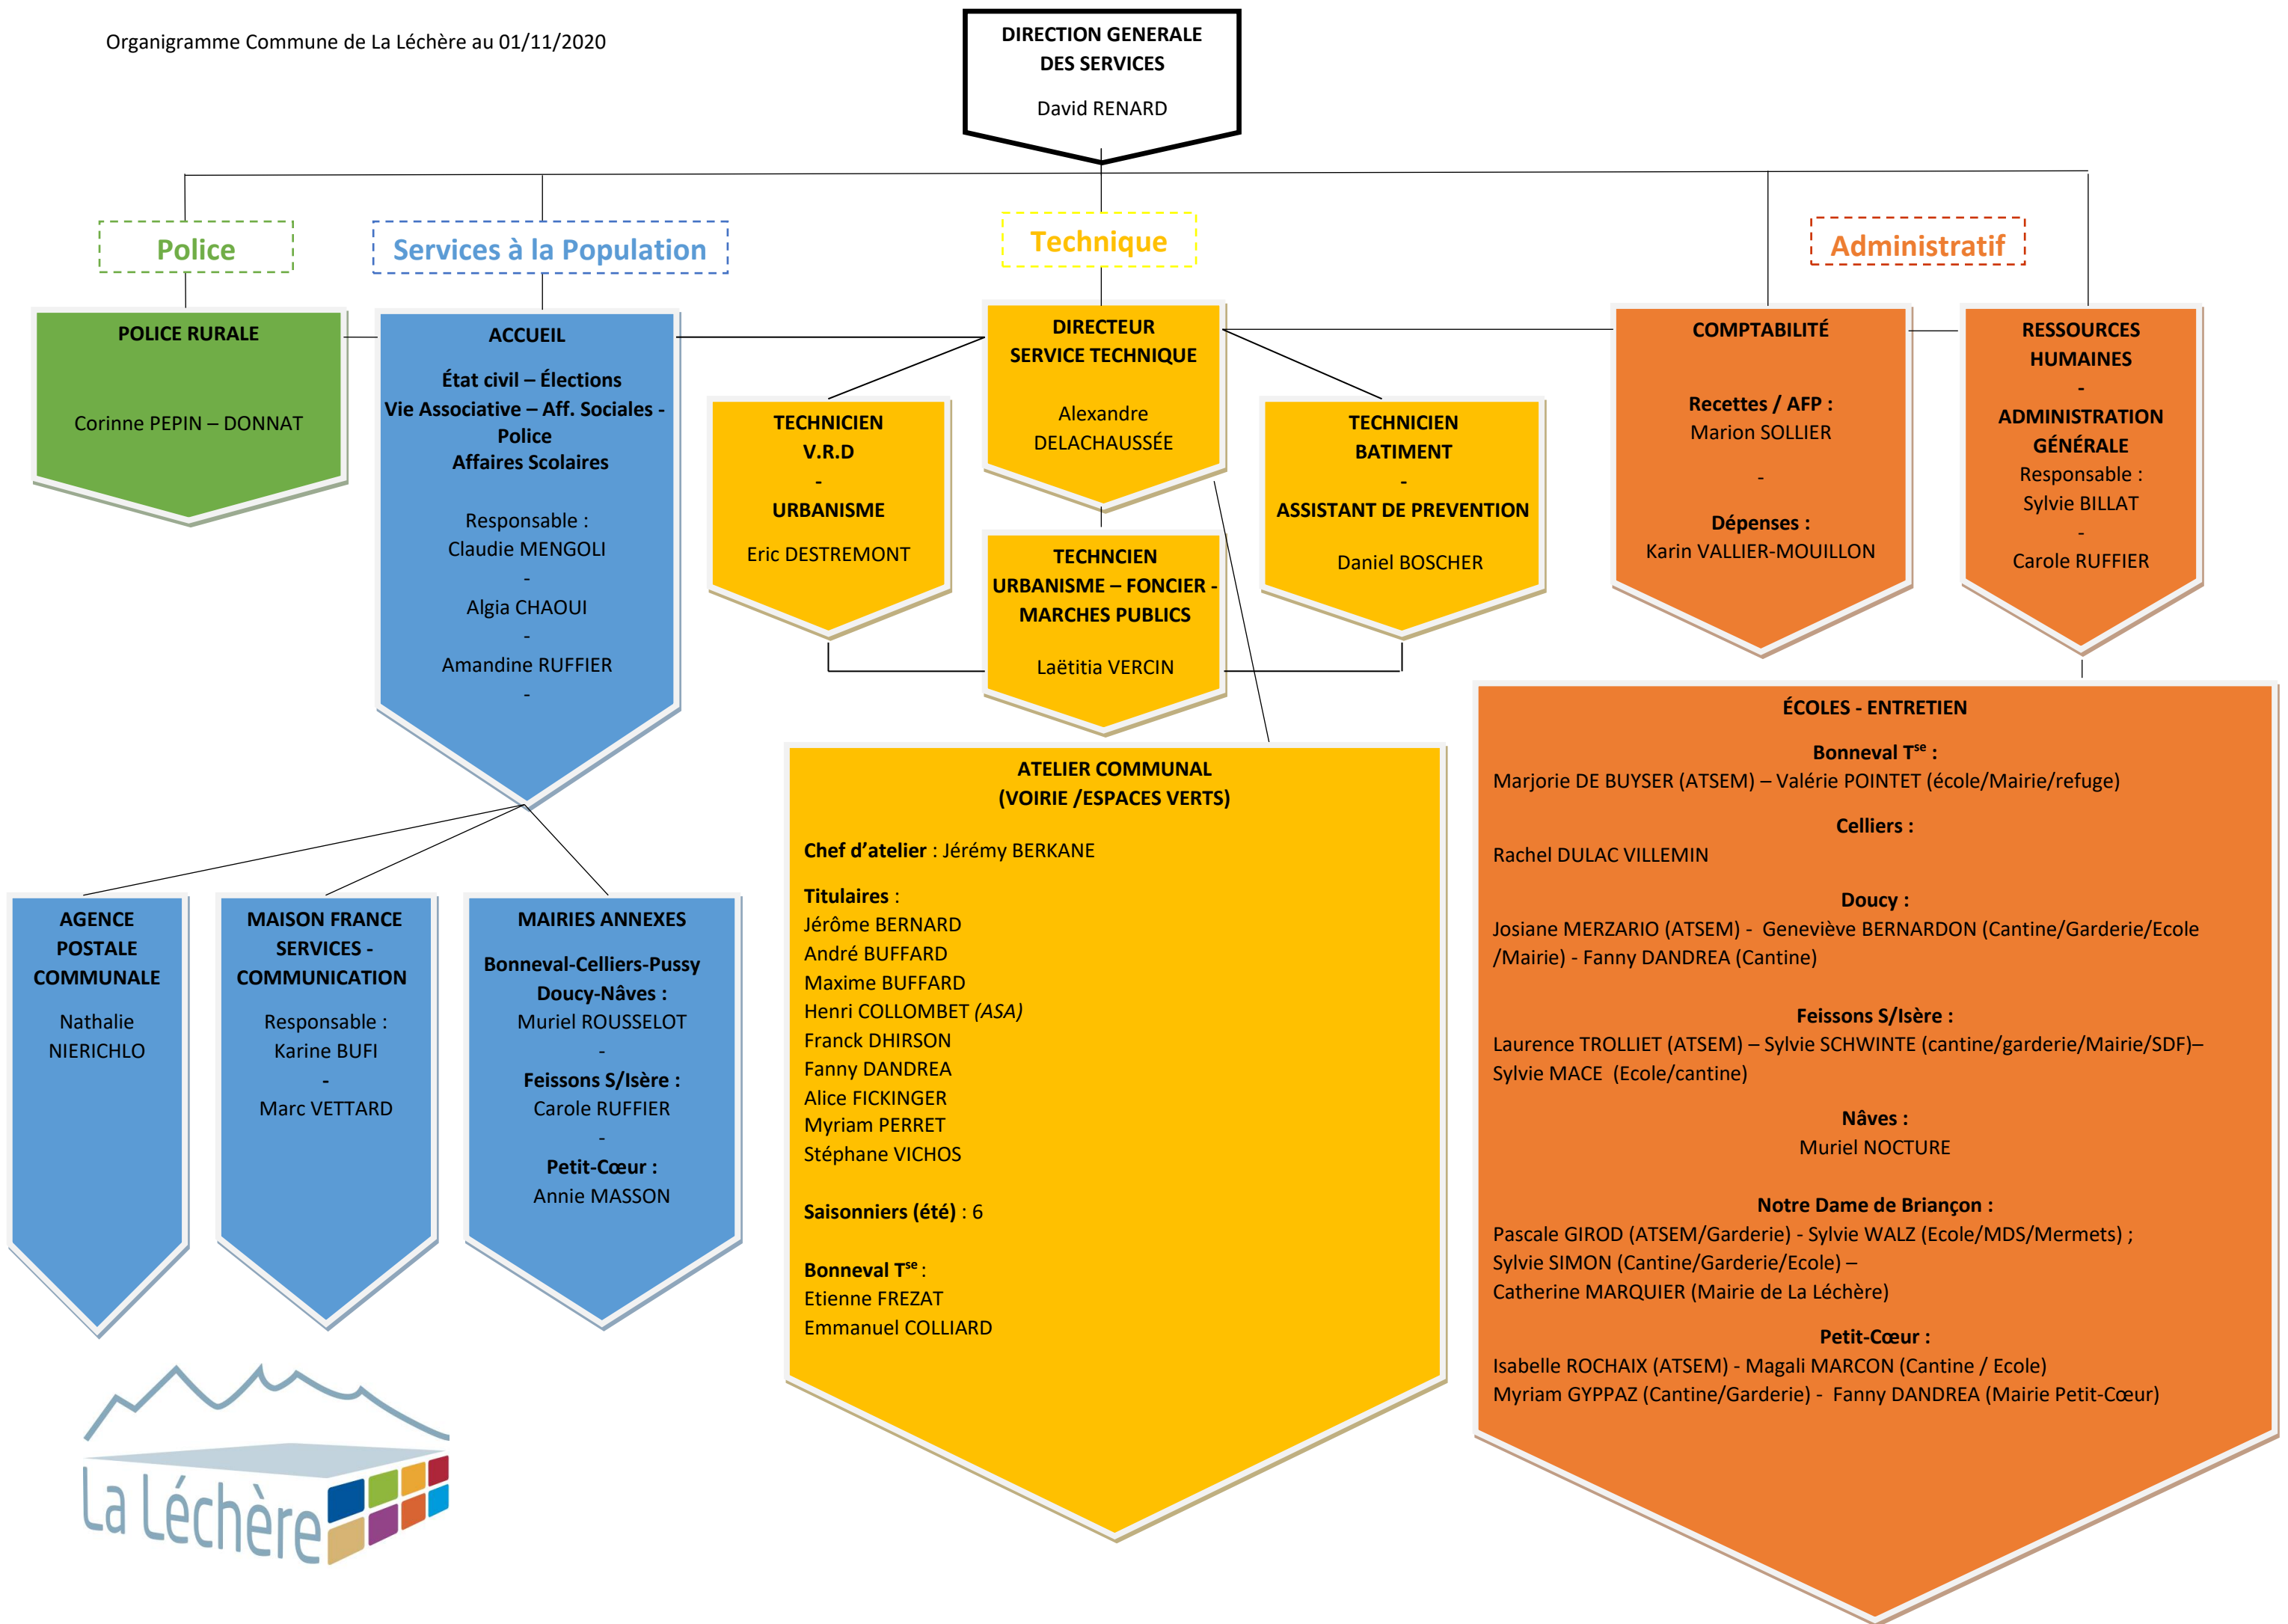 Organigramme Commune de La Léchère au 01/11/2020
DIRECTION GENERALE
DES SERVICES
David RENARD
Police
Services à la Population
Technique
Administratif
POLICE RURALE
Corinne PEPIN – DONNAT
ACCUEIL
État civil – Élections
Vie Associative – Aff. Sociales -
Police
Affaires Scolaires
Responsable :
Claudie MENGOLI
-
Algia CHAOUI
-
Amandine RUFFIER
-
DIRECTEUR
SERVICE TECHNIQUE
Alexandre
DELACHAUSSÉE
TECHNICIEN
V.R.D
-
URBANISME
Eric DESTREMONT
TECHNCIEN
URBANISME – FONCIER -
MARCHES PUBLICS
Laëtitia VERCIN
TECHNICIEN
BATIMENT
-
ASSISTANT DE PREVENTION
Daniel BOSCHER
COMPTABILITÉ
Recettes / AFP :
Marion SOLLIER
-
Dépenses :
Karin VALLIER-MOUILLON
RESSOURCES
HUMAINES
-
ADMINISTRATION
GÉNÉRALE
Responsable :
Sylvie BILLAT
-
Carole RUFFIER
AGENCE
POSTALE
COMMUNALE
Nathalie
NIERICHLO
MAISON FRANCE
SERVICES -
COMMUNICATION
Responsable :
Karine BUFI
-
Marc VETTARD
MAIRIES ANNEXES
Bonneval-Celliers-Pussy
Doucy-Nâves :
Muriel ROUSSELOT
-
Feissons S/Isère :
Carole RUFFIER
-
Petit-Cœur :
Annie MASSON
ATELIER COMMUNAL
(VOIRIE /ESPACES VERTS)
Chef d’atelier : Jérémy BERKANE
Titulaires :
Jérôme BERNARD
André BUFFARD
Maxime BUFFARD
Henri COLLOMBET (ASA)
Franck DHIRSON
Fanny DANDREA
Alice FICKINGER
Myriam PERRET
Stéphane VICHOS
Saisonniers (été) : 6
Bonneval Tse :
Etienne FREZAT
Emmanuel COLLIARD
ÉCOLES - ENTRETIEN
Bonneval Tse :
Marjorie DE BUYSER (ATSEM) – Valérie POINTET (école/Mairie/refuge)
Celliers :
Rachel DULAC VILLEMIN
Doucy :
Josiane MERZARIO (ATSEM) - Geneviève BERNARDON (Cantine/Garderie/Ecole
/Mairie) - Fanny DANDREA (Cantine)
Feissons S/Isère :
Laurence TROLLIET (ATSEM) – Sylvie SCHWINTE (cantine/garderie/Mairie/SDF)–
Sylvie MACE (Ecole/cantine)
Nâves :
Muriel NOCTURE
Notre Dame de Briançon :
Pascale GIROD (ATSEM/Garderie) - Sylvie WALZ (Ecole/MDS/Mermets) ;
Sylvie SIMON (Cantine/Garderie/Ecole) –
Catherine MARQUIER (Mairie de La Léchère)
Petit-Cœur :
Isabelle ROCHAIX (ATSEM) - Magali MARCON (Cantine / Ecole)
Myriam GYPPAZ (Cantine/Garderie) - Fanny DANDREA (Mairie Petit-Cœur)
La Léchère